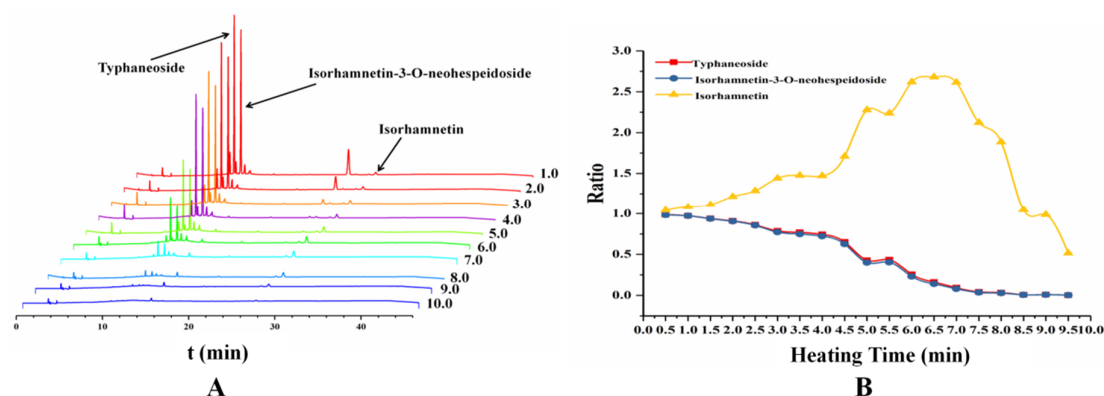 Typhaneoside
Isorhamnetin-3-O-neohespeidoside
Isorhamnetin
1.0
2.0
3.0
4.0
5.0
6.0
7.0
8.0
9.0
10.0
0 10 20 30 40
t (min)
A
3.0
2.5
2.0
1.5
1.0
0.5
0.0
Ratio
Typhaneoside
Isorhamnetin-3-O-neohespeidoside
Isorhamnetin
0.0 0.5 1.0 1.5 2.0 2.5 3.0 3.5 4.0 4.5 5.0 5.5 6.0 6.5 7.0 7.5 8.0 8.5 9.0 9.510.0
Heating Time (min)
B